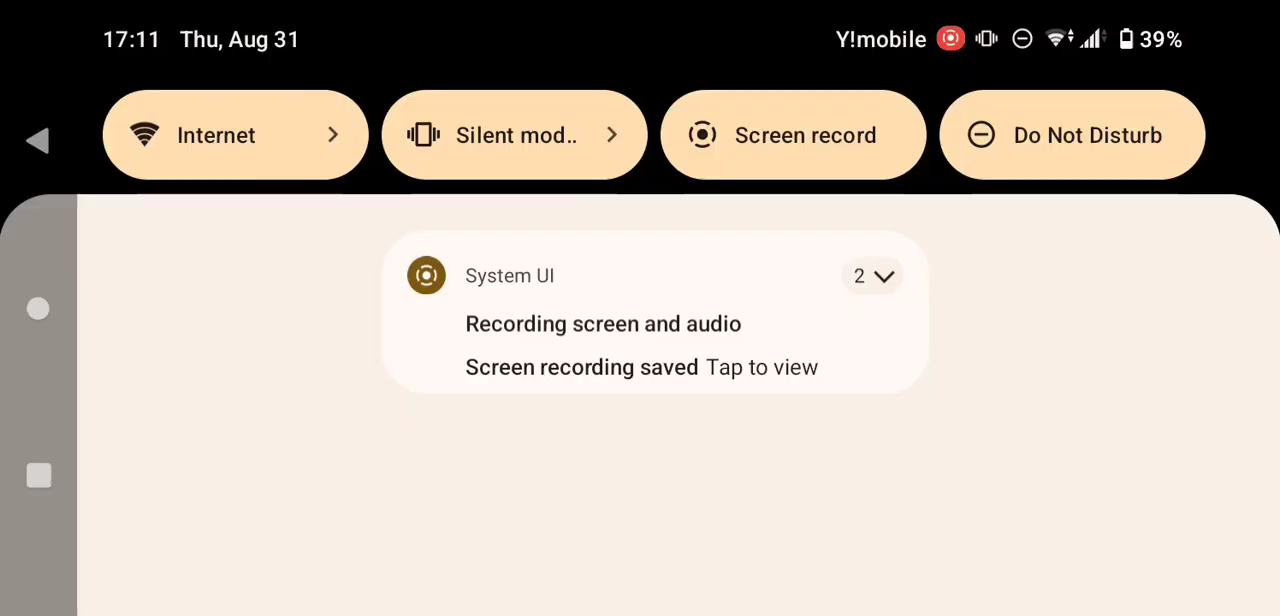 17:11 Thu, Aug 31 Y!mobile 39%
Internet Silent mod.. Screen record Do Not Disturb
System UI 2
Recording screen and audio
Screen recording saved Tap to view